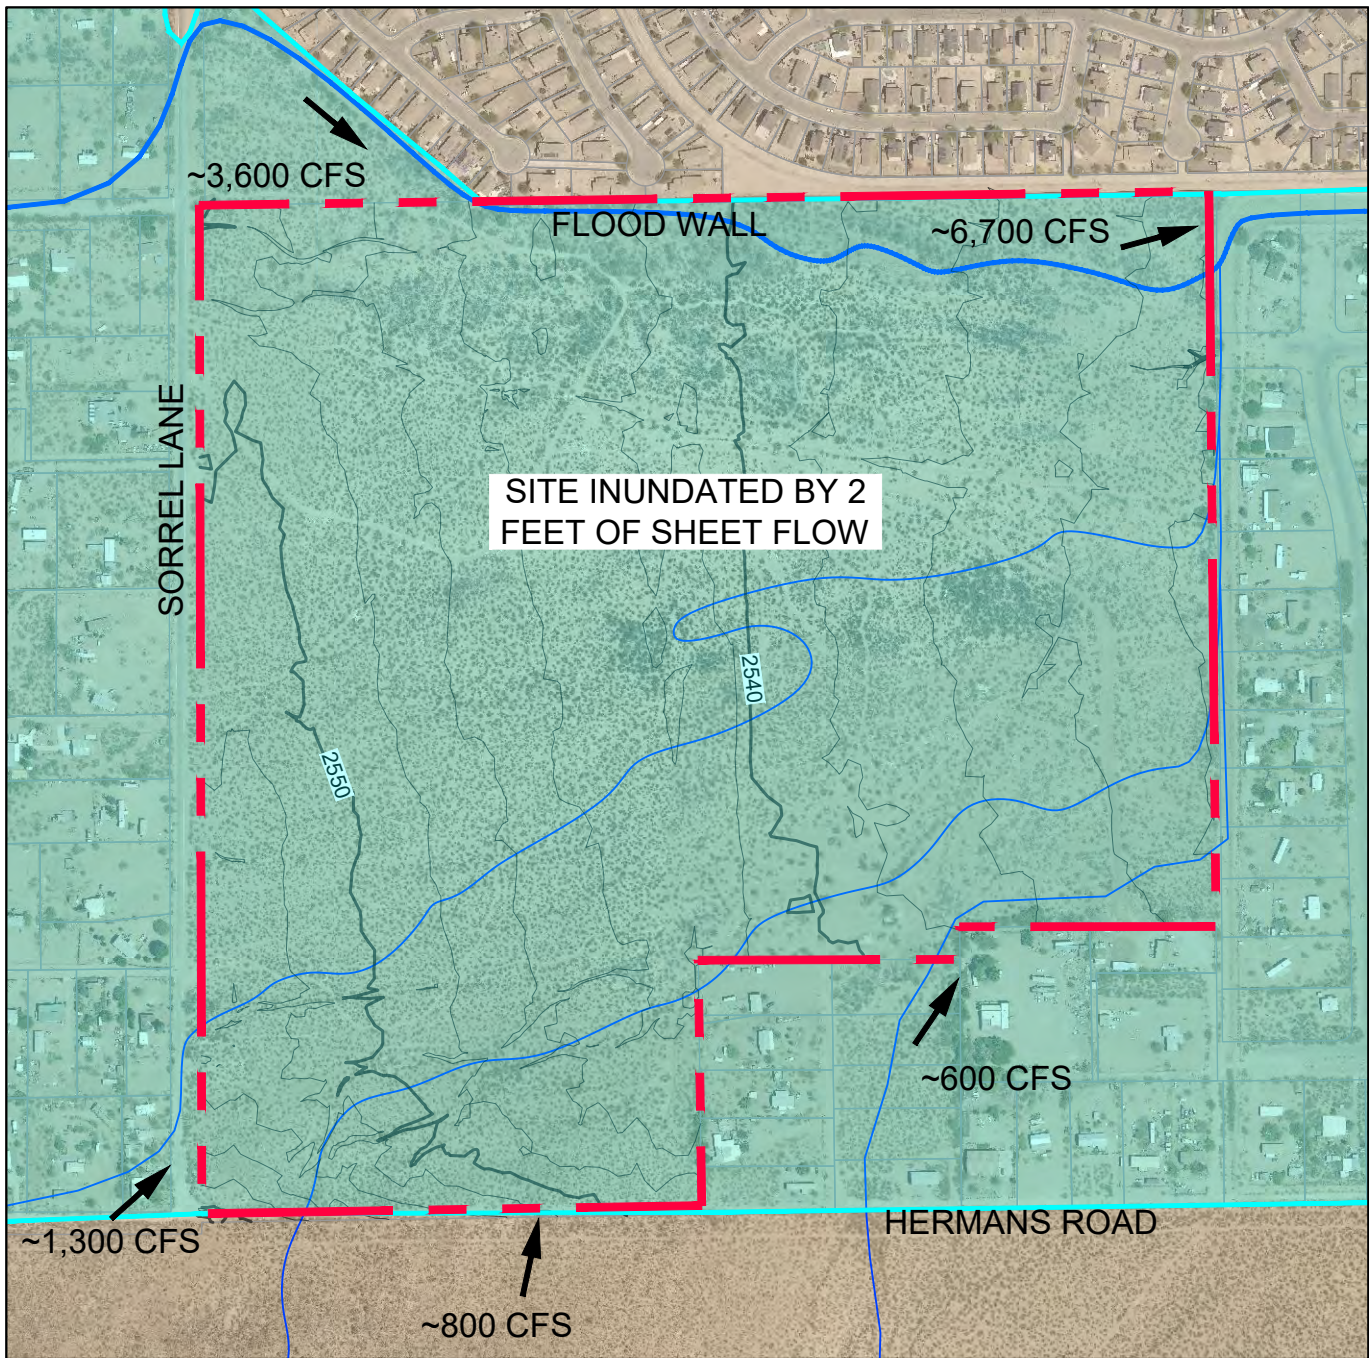 ~3,600 CFS
FLOOD WALL
~6,700 CFS
SORREL LANE
SITE INUNDATED BY 2
FEET OF SHEET FLOW
2540
2550
~600 CFS
HERMANS ROAD
~1,300 CFS
~800 CFS